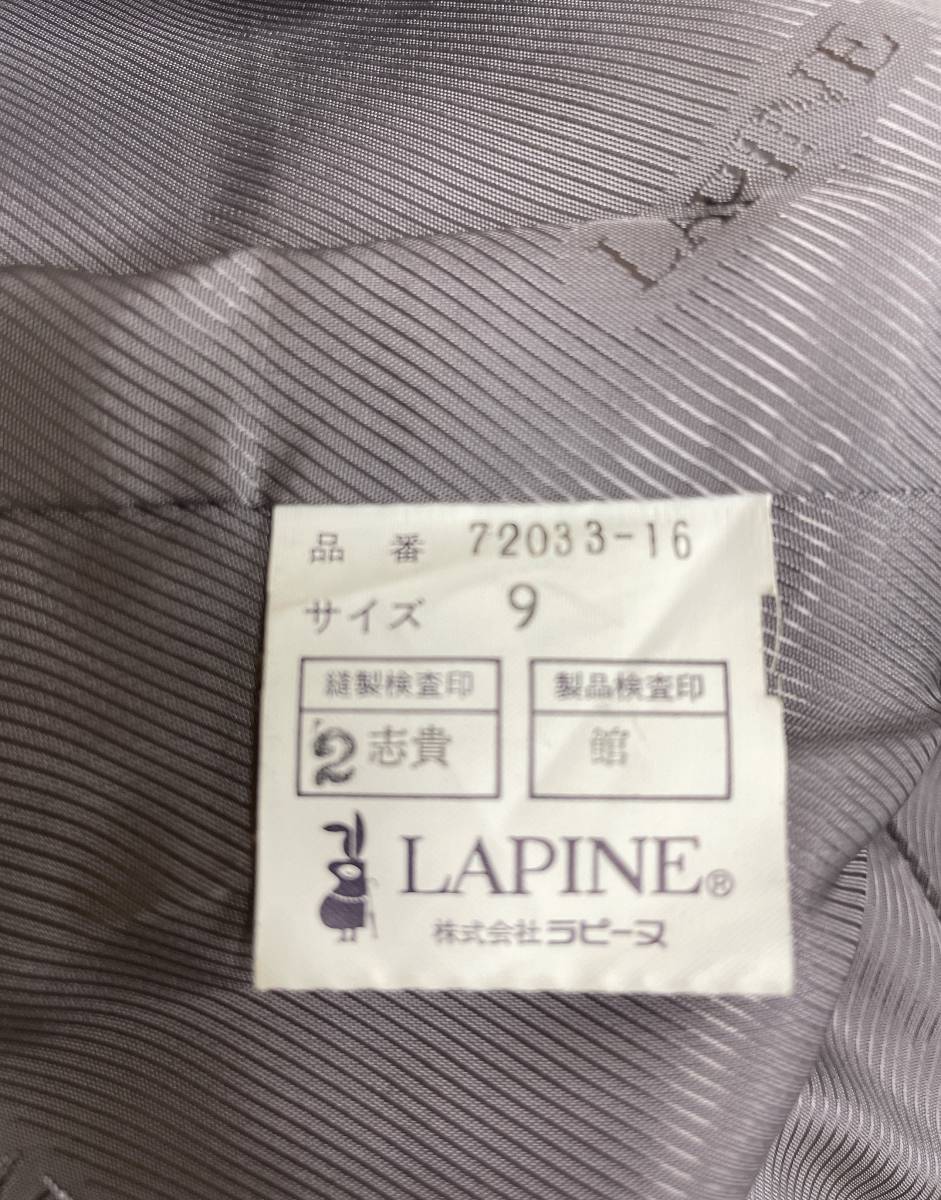 LAPINE
品番 72033-16
サイズ 9
縫製検査印 製品検査印
2 志貴 館
LAPINE®
株式会社ラピーヌ